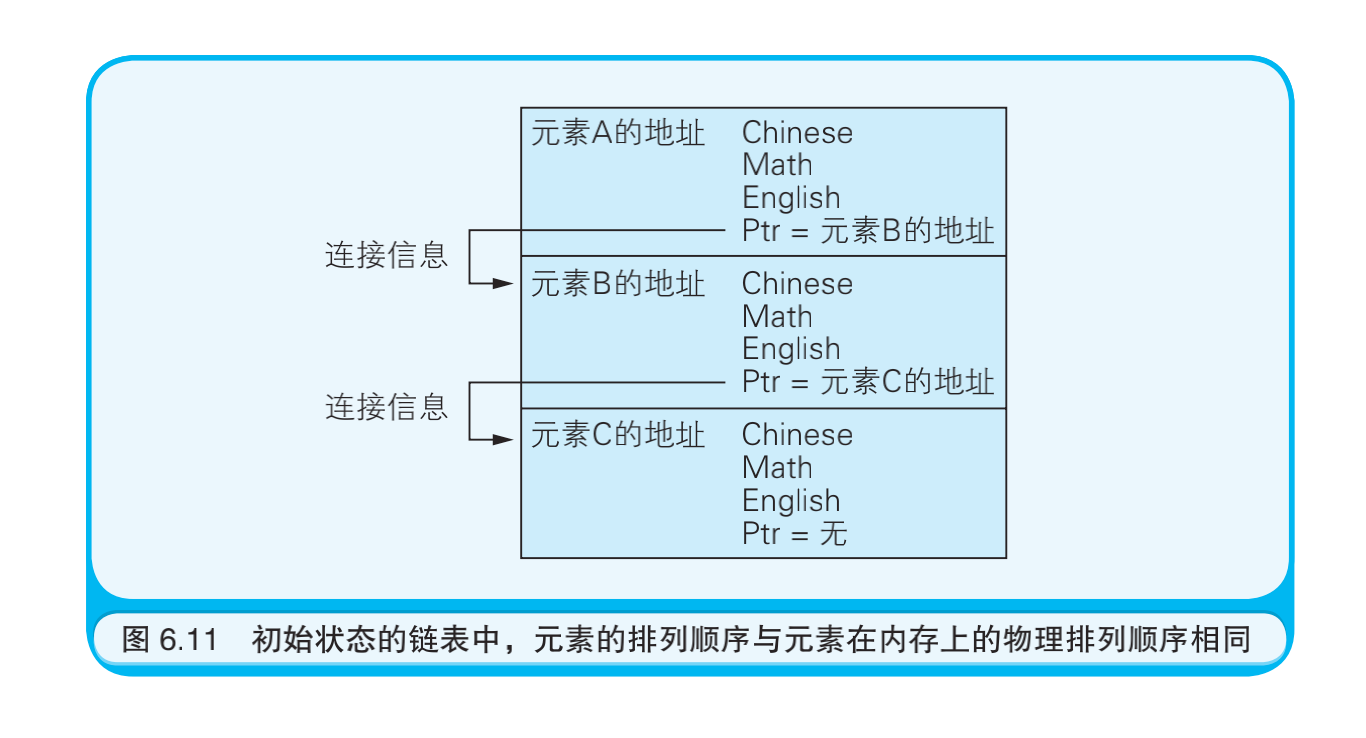 元素A的地址 Chinese
Math
English
Ptr = 元素B的地址
连接信息
元素B的地址 Chinese
Math
English
Ptr = 元素C的地址
连接信息
元素C的地址 Chinese
Math
English
Ptr = 无
图 6.11 初始状态的链表中，元素的排列顺序与元素在内存上的物理排列顺序相同